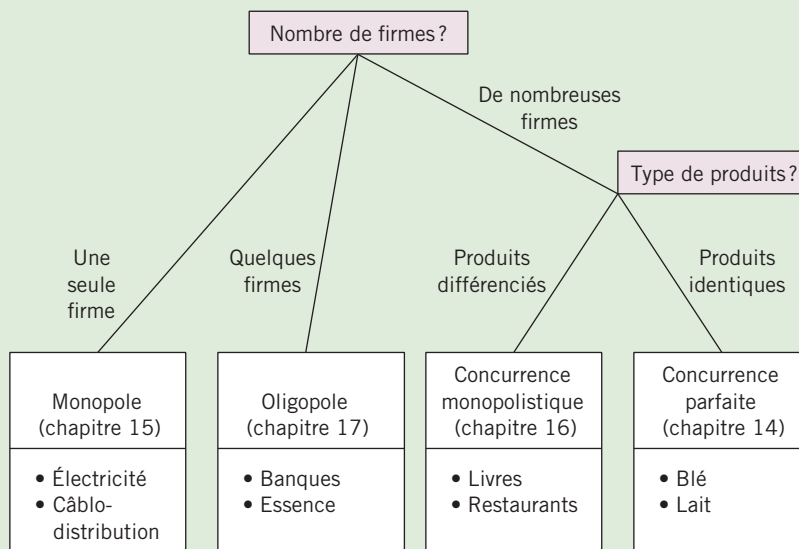 Nombre de firmes ?
De nombreuses
firmes
Type de produits ?
Une
seule
firme
Quelques
firmes
Produits
différenciés
Produits
identiques
Monopole
(chapitre 15)
• Électricité
• Câblo-
distribution
Oligopole
(chapitre 17)
• Banques
• Essence
Concurrence
monopolistique
(chapitre 16)
• Livres
• Restaurants
Concurrence
parfaite
(chapitre 14)
• Blé
• Lait